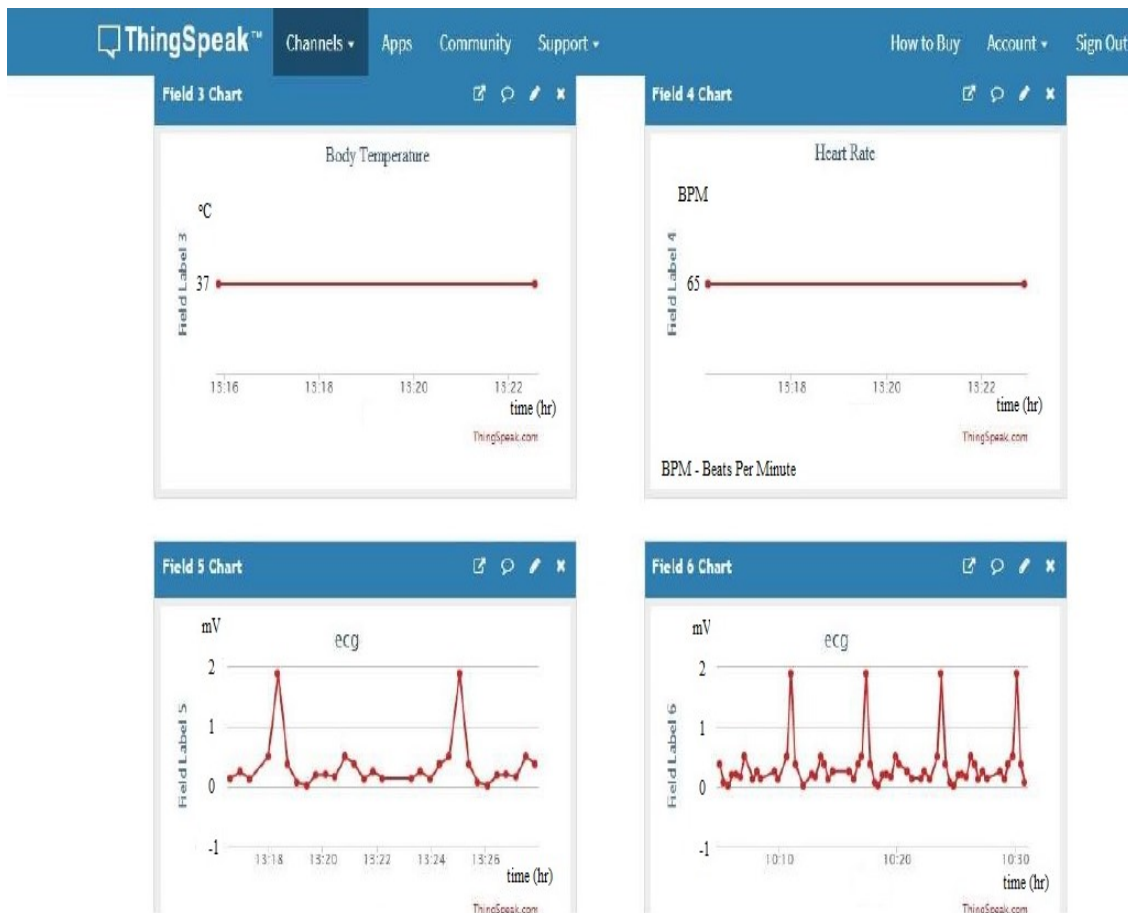 ThingSpeak™ Channels Apps Community Support How to Buy Account Sign Out
Field 3 Chart
Body Temperature
°C
Field Label 3
37
13:16 13:18 13:20 13:22
time (hr)
ThingSpeak.com
Field 4 Chart
Heart Rate
BPM
Field Label 4
65
13:18 13:20 13:22
time (hr)
ThingSpeak.com
BPM - Beats Per Minute
Field 5 Chart
mV
ecg
2
Field Label 5
1
0
-1
13:18 13:20 13:22 13:24 13:26
time (hr)
ThingSpeak.com
Field 6 Chart
mV
ecg
2
Field Label 6
1
0
-1
10:10 10:20 10:30
time (hr)
ThingSpeak.com